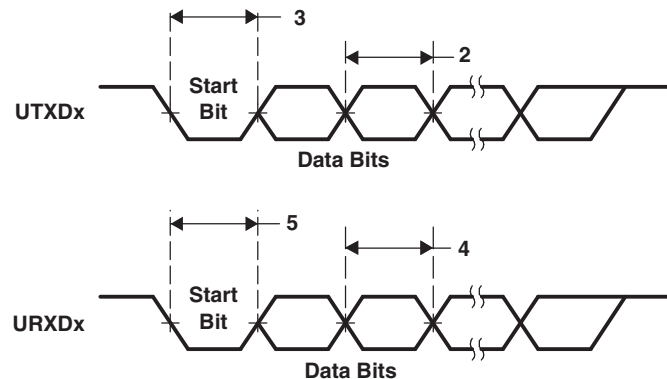 3
2
Start
Bit
UTXDx
Data Bits
5
4
Start
Bit
URXDx
Data Bits